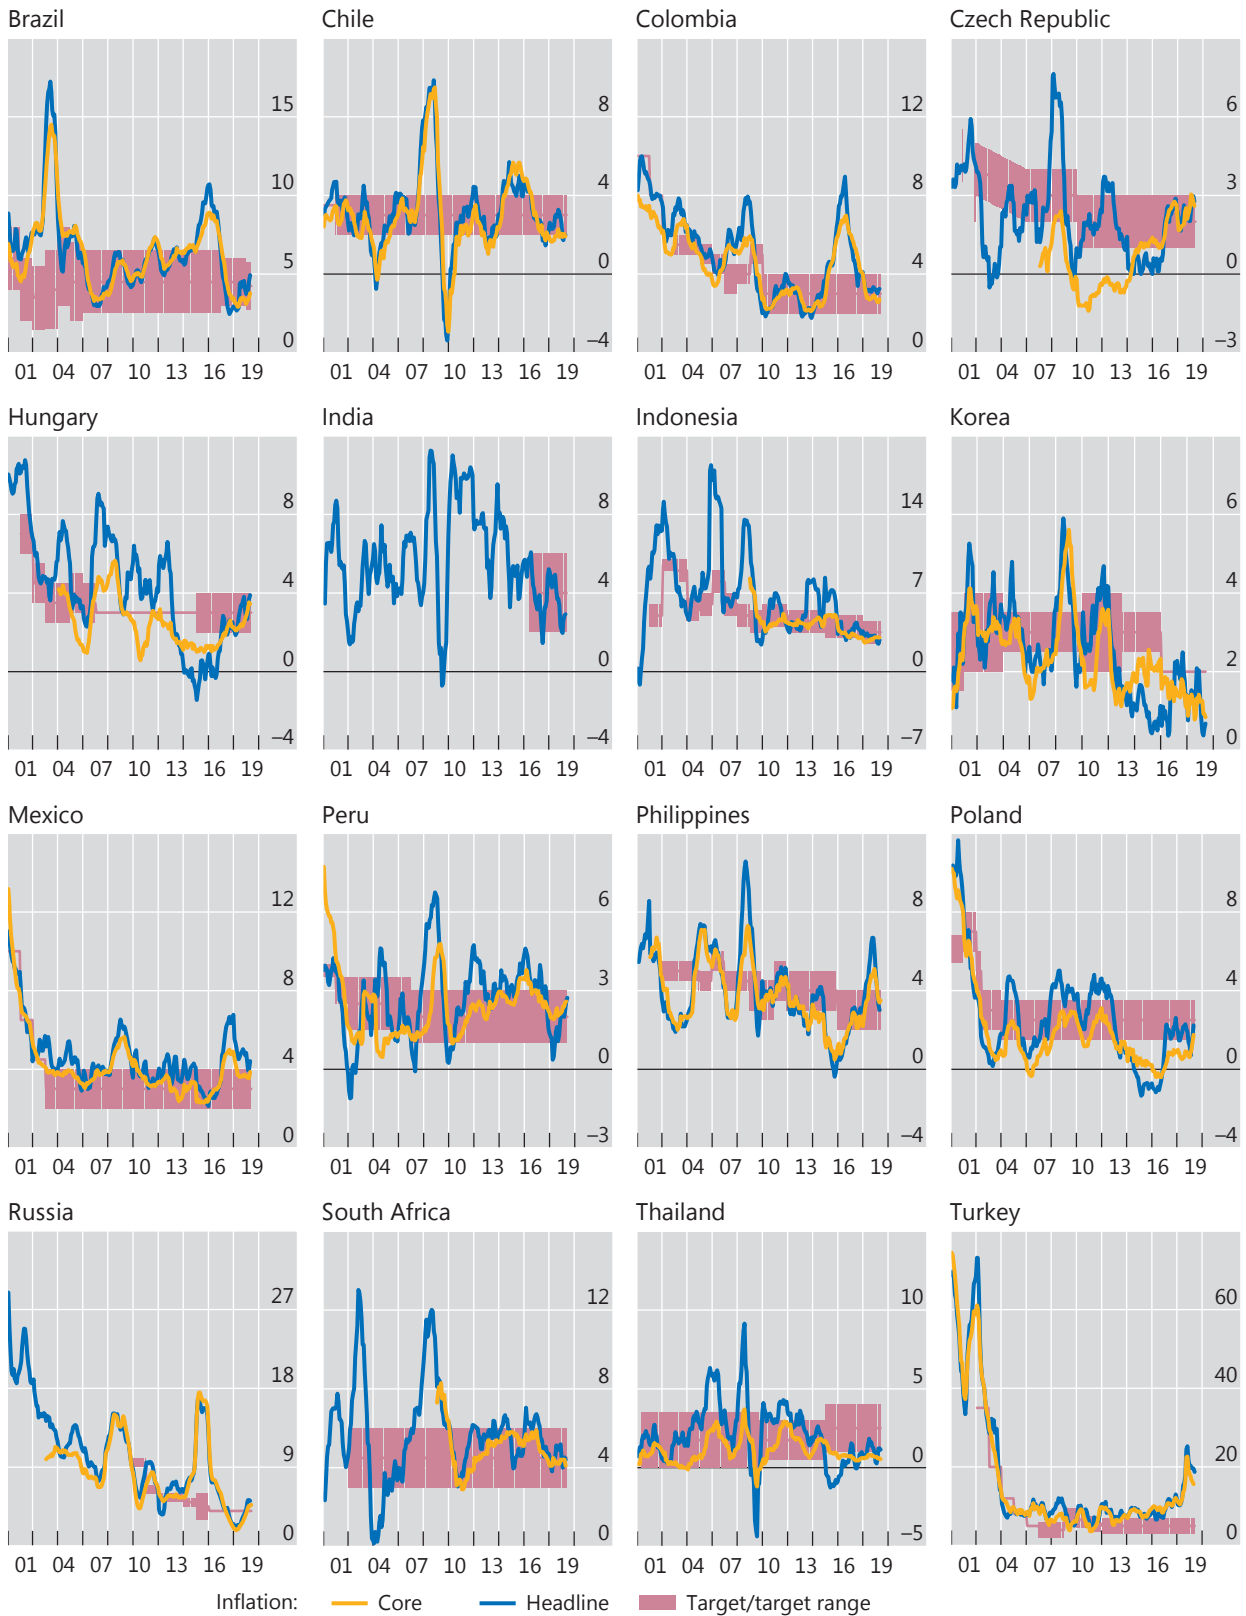 Brazil
15
10
5
0
01 04 07 10 13 16 19
Chile
8
4
0
−4
01 04 07 10 13 16 19
Colombia
12
8
4
0
01 04 07 10 13 16 19
Czech Republic
6
3
0
−3
01 04 07 10 13 16 19
Hungary
8
4
0
−4
01 04 07 10 13 16 19
India
8
4
0
−4
01 04 07 10 13 16 19
Indonesia
14
7
0
−7
01 04 07 10 13 16 19
Korea
6
4
2
0
01 04 07 10 13 16 19
Mexico
12
8
4
0
01 04 07 10 13 16 19
Peru
6
3
0
−3
01 04 07 10 13 16 19
Philippines
8
4
0
−4
01 04 07 10 13 16 19
Poland
8
4
0
−4
01 04 07 10 13 16 19
Russia
27
18
9
0
01 04 07 10 13 16 19
South Africa
12
8
4
0
01 04 07 10 13 16 19
Thailand
10
5
0
−5
01 04 07 10 13 16 19
Turkey
60
40
20
0
01 04 07 10 13 16 19
Inflation: Core Headline Target/target range